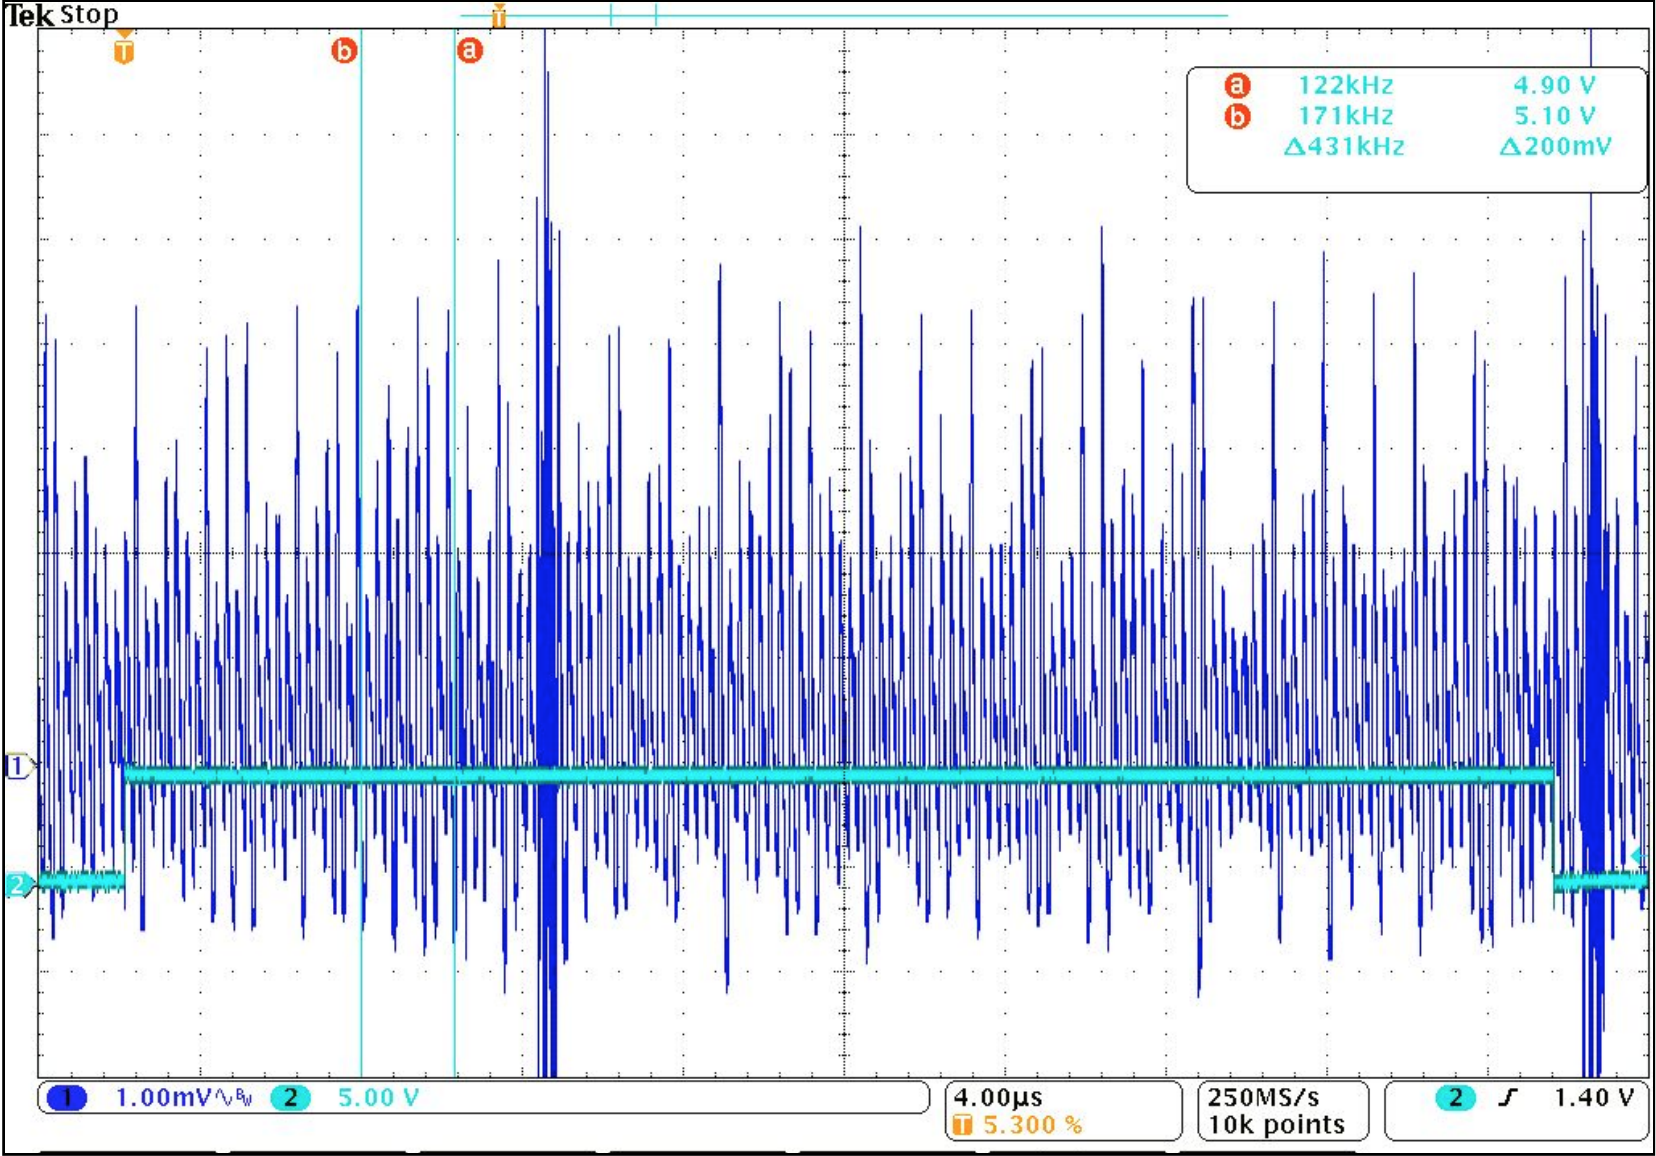 Tek Stop
T
T b a
a 122kHz 4.90 V
b 171kHz 5.10 V
Δ431kHz Δ200mV
1
2
1 1.00mV∿BW 2 5.00 V
4.00µs
T 5.300 %
250MS/s
10k points
2 ∫ 1.40 V